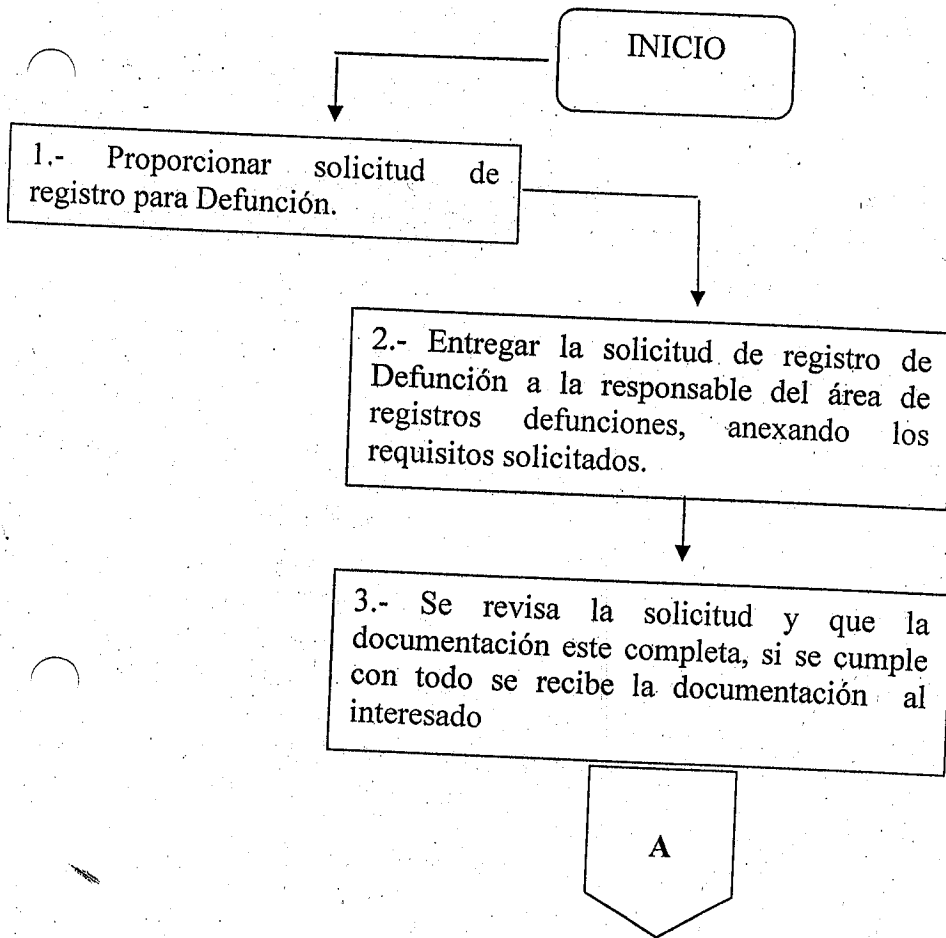 INICIO
1.- Proporcionar solicitud de
registro para Defunción.
2.- Entregar la solicitud de registro de
Defunción a la responsable del área de
registros defunciones, anexando los
requisitos solicitados.
3.- Se revisa la solicitud y que la
documentación este completa, si se cumple
con todo se recibe la documentación al
interesado
A